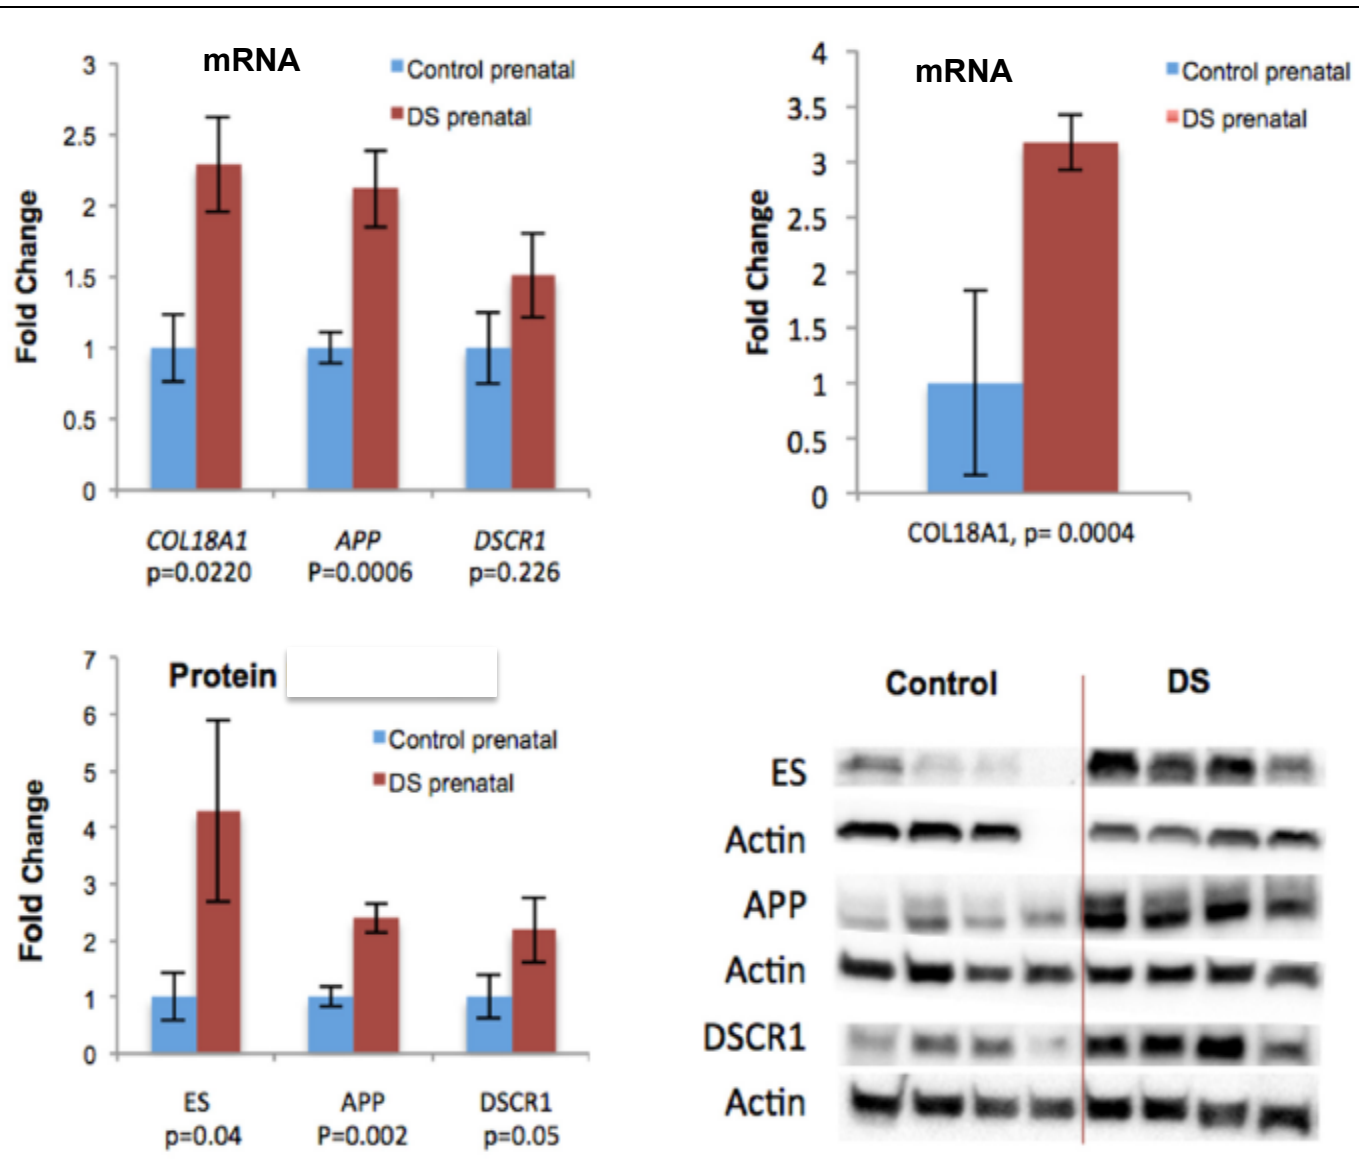 mRNA
Control prenatal
DS prenatal
Fold Change
3
2.5
2
1.5
1
0.5
0
COL18A1 APP DSCR1
p=0.0220 P=0.0006 p=0.226
mRNA
Control prenatal
DS prenatal
Fold Change
4
3.5
3
2.5
2
1.5
1
0.5
0
COL18A1, p= 0.0004
Protein
Control prenatal
DS prenatal
Fold Change
7
6
5
4
3
2
1
0
ES APP DSCR1
p=0.04 P=0.002 p=0.05
Control DS
ES
Actin
APP
Actin
DSCR1
Actin